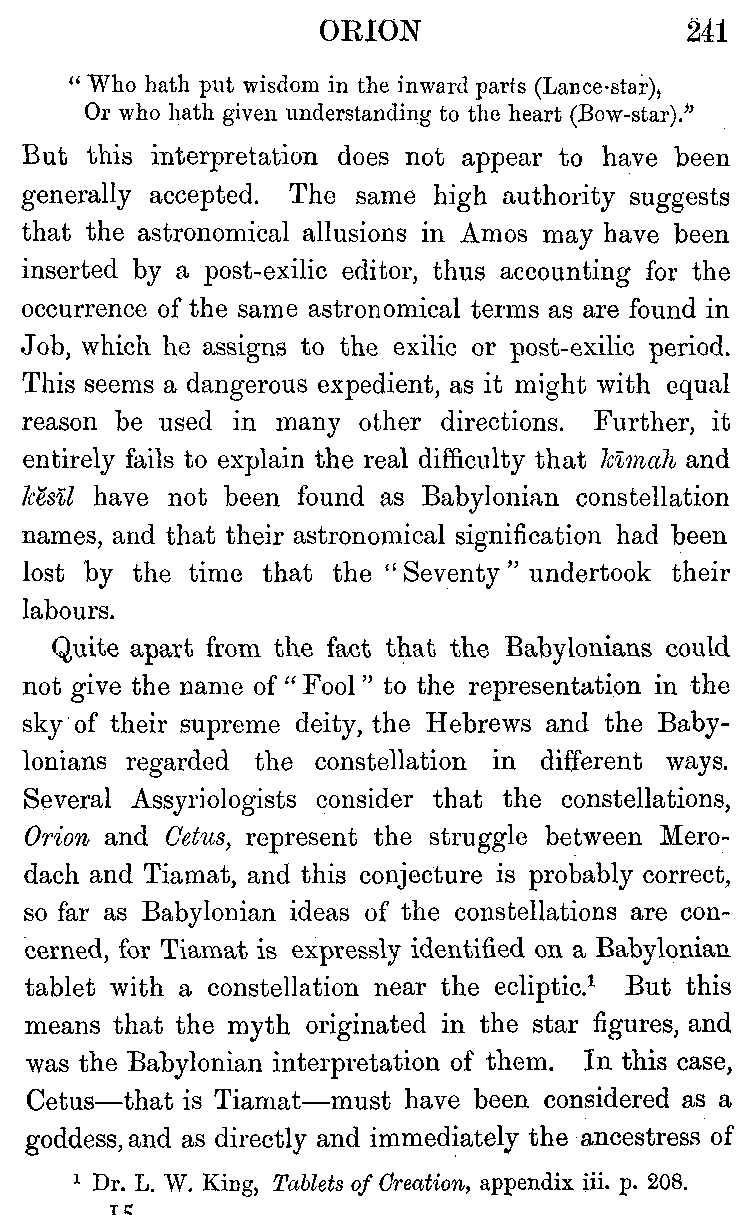 ORION 241
“ Who hath put wisdom in the inward parts (Lance-star),
Or who hath given understanding to the heart (Bow-star).”
But this interpretation does not appear to have been
generally accepted. The same high authority suggests
that the astronomical allusions in Amos may have been
inserted by a post-exilic editor, thus accounting for the
occurrence of the same astronomical terms as are found in
Job, which he assigns to the exilic or post-exilic period.
This seems a dangerous expedient, as it might with equal
reason be used in many other directions. Further, it
entirely fails to explain the real difficulty that kīmah and
kĕsīl have not been found as Babylonian constellation
names, and that their astronomical signification had been
lost by the time that the “ Seventy ” undertook their
labours.
Quite apart from the fact that the Babylonians could
not give the name of “ Fool ” to the representation in the
sky of their supreme deity, the Hebrews and the Baby-
lonians regarded the constellation in different ways.
Several Assyriologists consider that the constellations,
Orion and Cetus, represent the struggle between Mero-
dach and Tiamat, and this conjecture is probably correct,
so far as Babylonian ideas of the constellations are con-
cerned, for Tiamat is expressly identified on a Babylonian
tablet with a constellation near the ecliptic.¹ But this
means that the myth originated in the star figures, and
was the Babylonian interpretation of them. In this case,
Cetus—that is Tiamat—must have been considered as a
goddess, and as directly and immediately the ancestress of
¹ Dr. L. W. King, Tablets of Creation, appendix iii. p. 208.
15